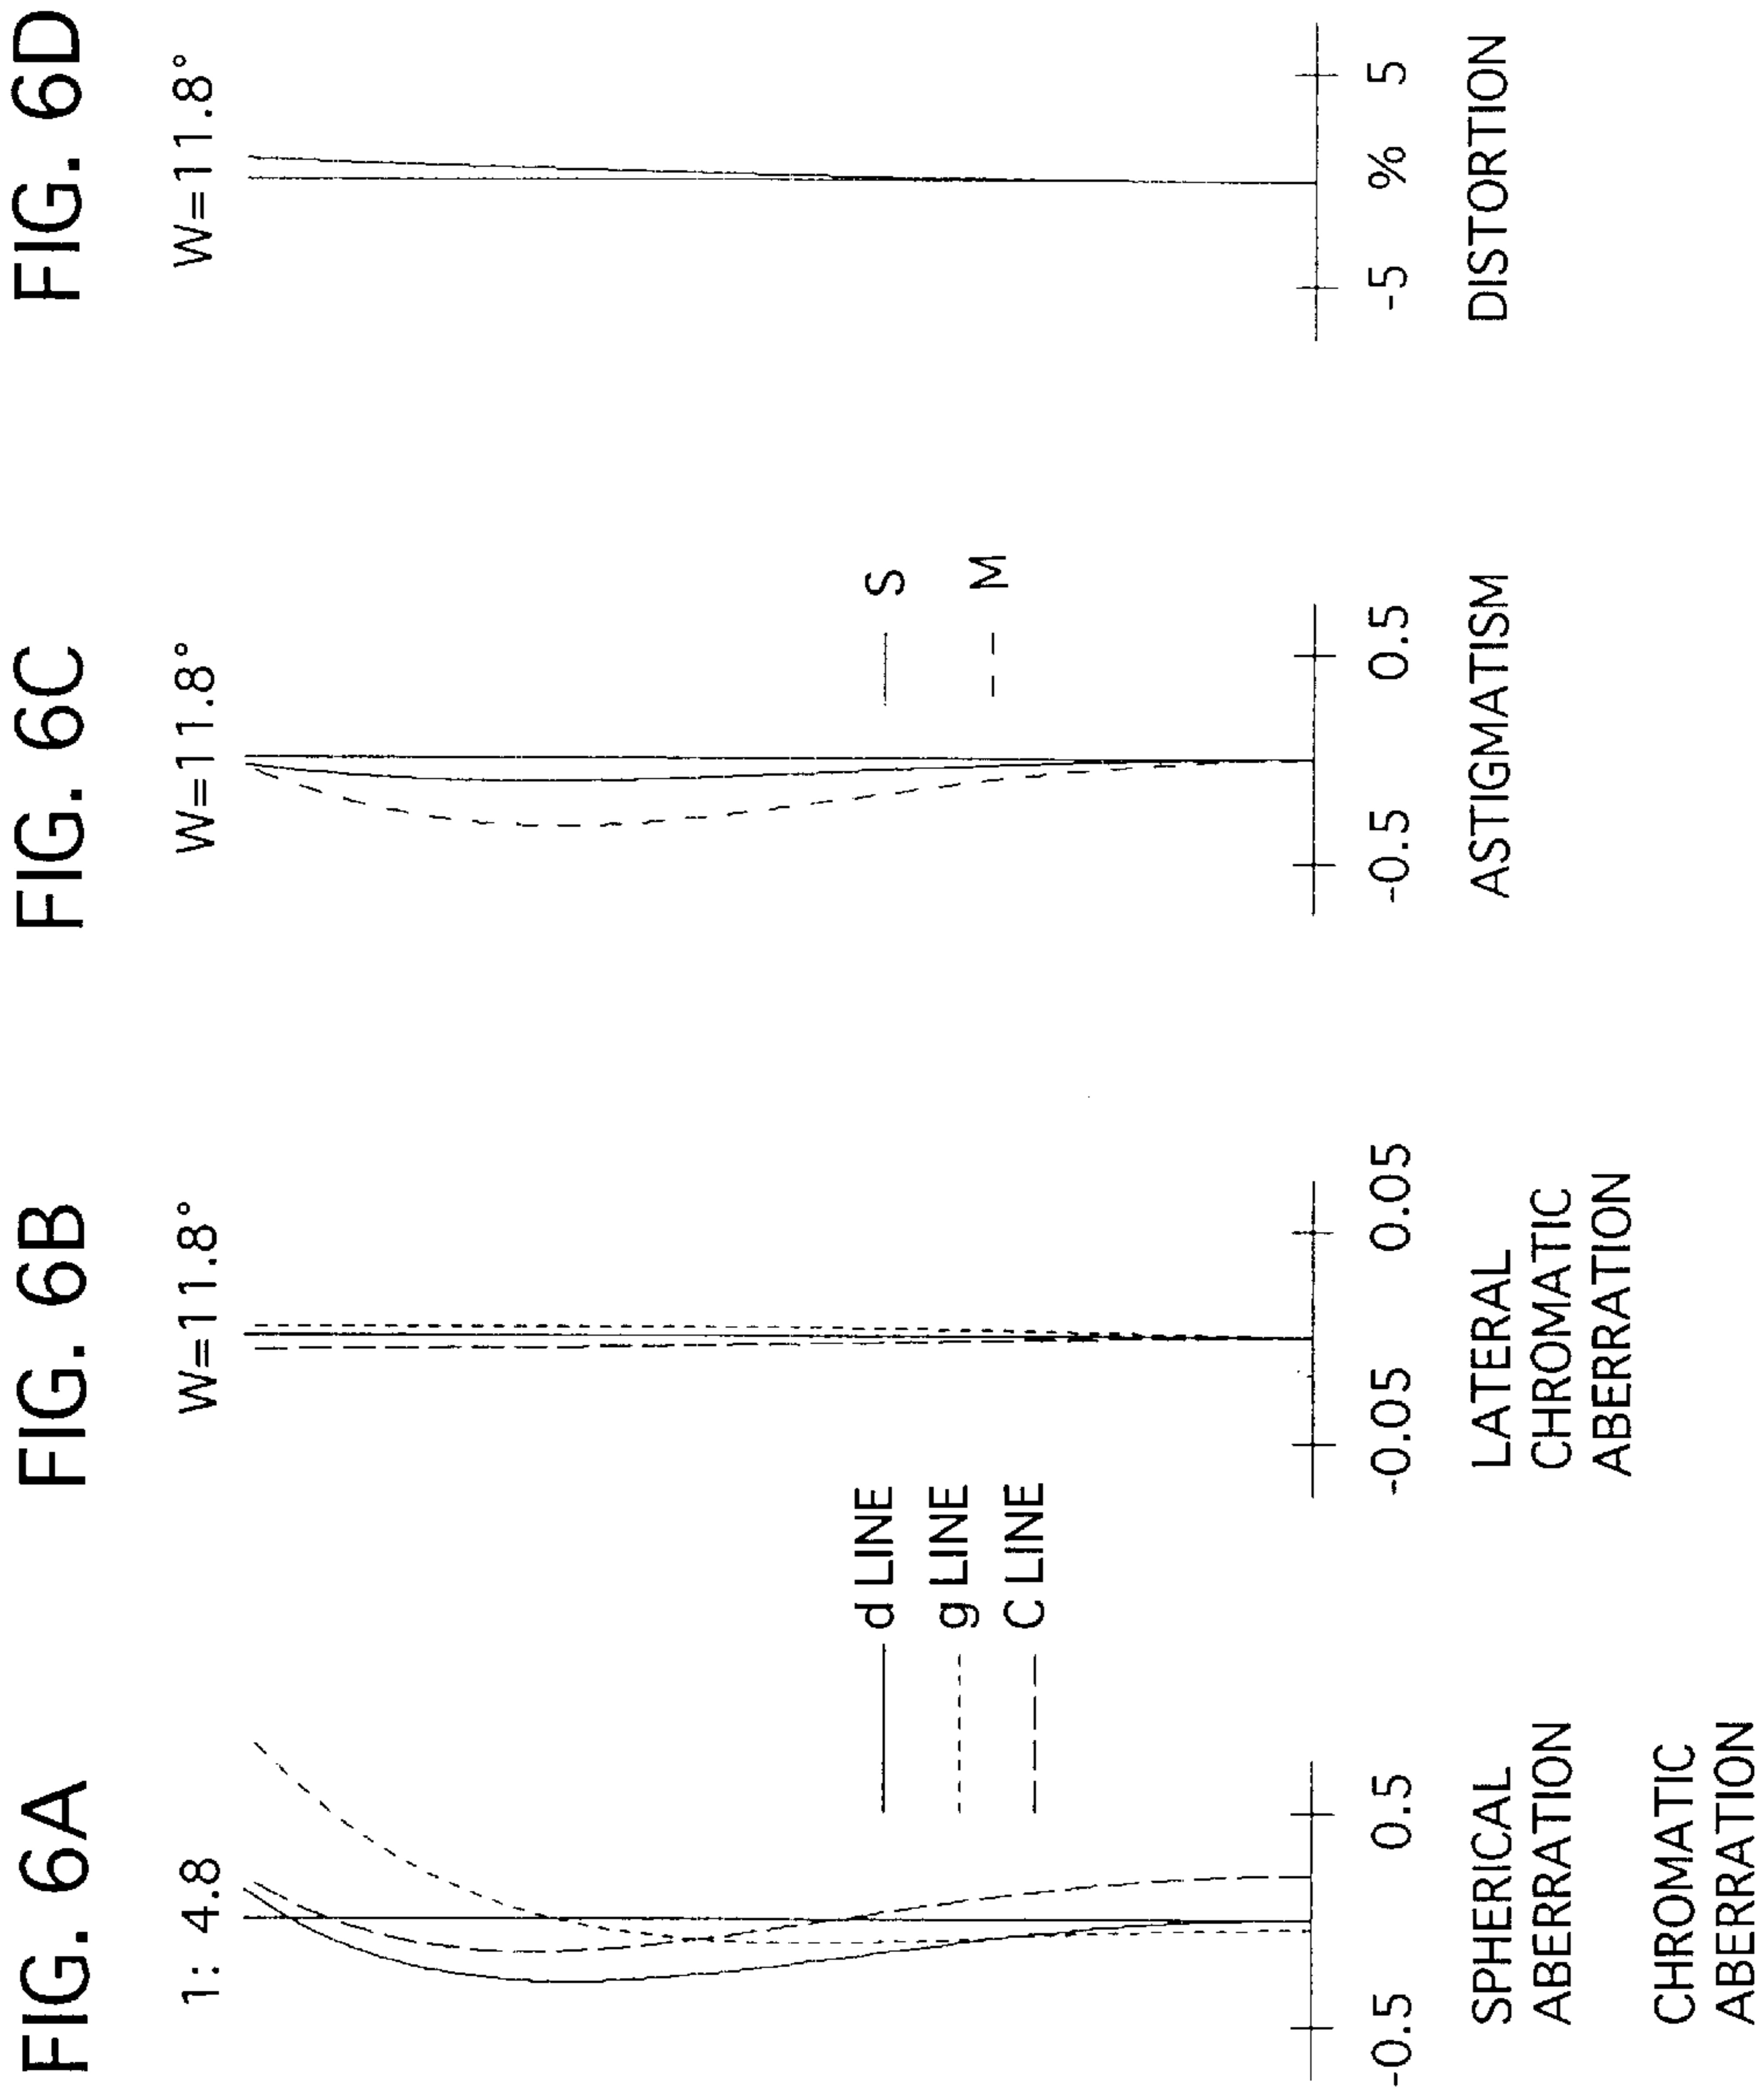 FIG. 6A
1: 4.8
d LINE
g LINE
C LINE
-0.5
0.5
SPHERICAL
ABERRATION
CHROMATIC
ABERRATION
FIG. 6B
W=11.8°
-0.05
0.05
LATERAL
CHROMATIC
ABERRATION
FIG. 6C
W=11.8°
S
M
-0.5
0.5
ASTIGMATISM
FIG. 6D
W=11.8°
-5
%
5
DISTORTION